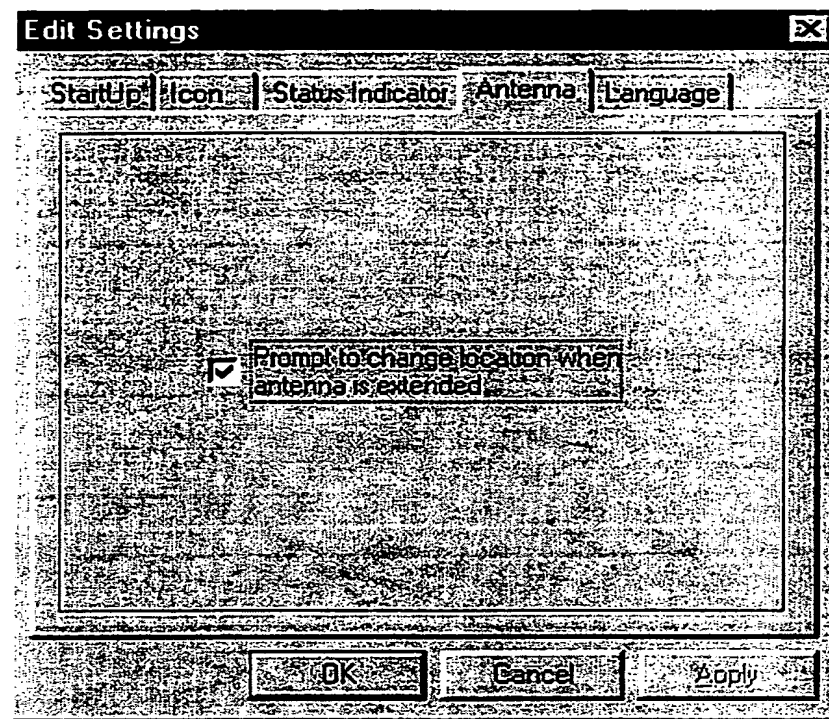 Edit Settings
StartUp Icon Status Indicator Antenna Language
Prompt to change location when
antenna is extended
OK Cancel Apply